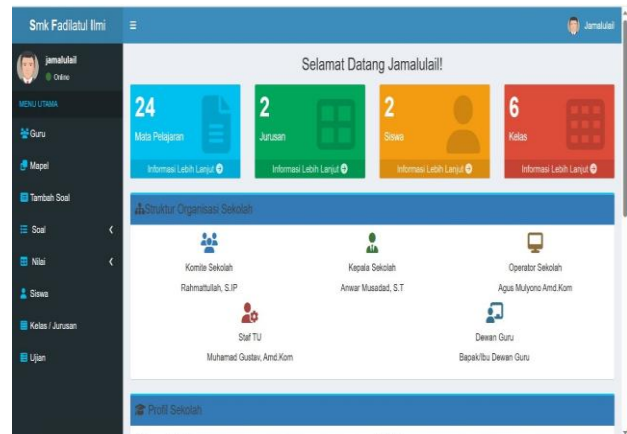 Smk Fadilatul Ilmi
Jamalulail
jamalulail
Online
MENU UTAMA
Guru
Mapel
Tambah Soal
Soal
Nilai
Siswa
Kelas / Jurusan
Ujian
Selamat Datang Jamalulail!
24
Mata Pelajaran
Informasi Lebih Lanjut
2
Jurusan
Informasi Lebih Lanjut
2
Siswa
Informasi Lebih Lanjut
6
Kelas
Informasi Lebih Lanjut
Struktur Organisasi Sekolah
Komite Sekolah
Rahmattullah, S.IP
Kepala Sekolah
Anwar Musadad, S.T
Operator Sekolah
Agus Mulyono Amd.Kom
Staf TU
Muhamad Gustav, Amd.Kom
Dewan Guru
Bapak/Ibu Dewan Guru
Profil Sekolah